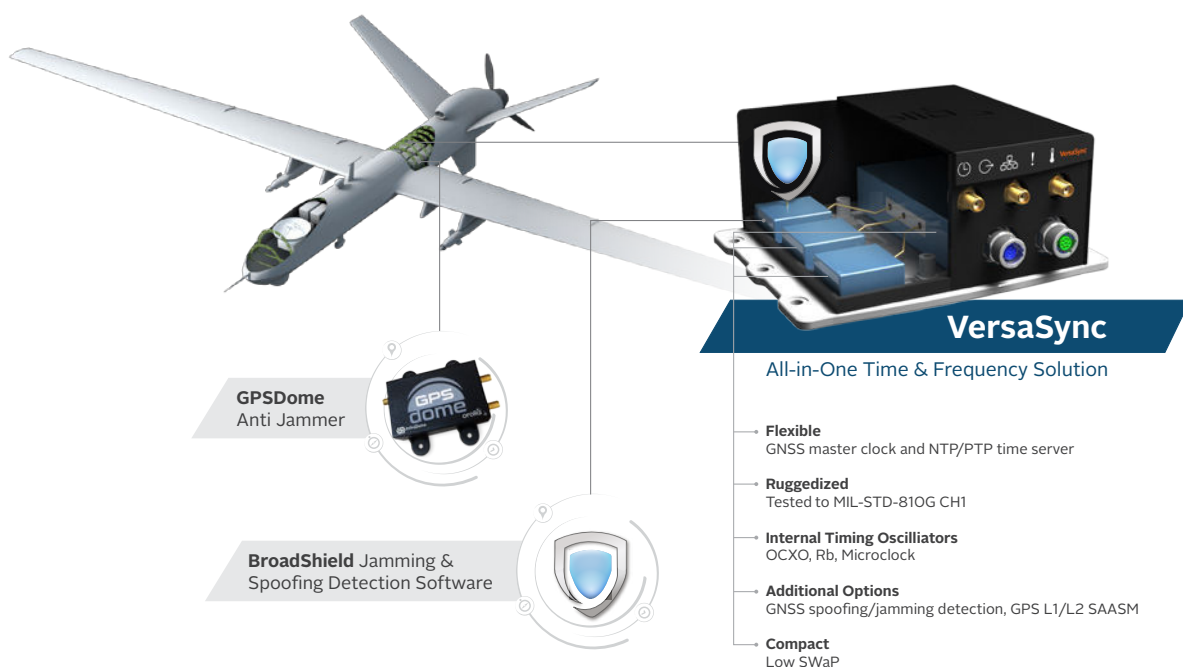 VersaSync
VersaSync
All-in-One Time & Frequency Solution
GPSDome
Anti Jammer
GPS
dome
orolia
Flexible
GNSS master clock and NTP/PTP time server
Ruggedized
Tested to MIL-STD-810G CH1
Internal Timing Oscilliators
OCXO, Rb, Microclock
BroadShield Jamming &
Spoofing Detection Software
Additional Options
GNSS spoofing/jamming detection, GPS L1/L2 SAASM
Compact
Low SWaP